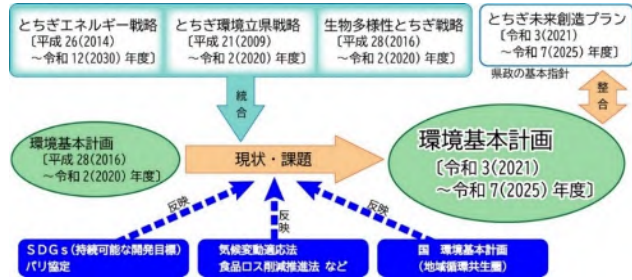 とちぎエネルギー戦略
〔平成 26(2014)
～令和 12(2030) 年度〕
とちぎ環境立県戦略
〔平成 21(2009)
～令和 2(2020) 年度〕
生物多様性とちぎ戦略
〔平成 28(2016)
～令和 2(2020) 年度〕
とちぎ未来創造プラン
〔令和 3(2021)
～令和 7(2025) 年度〕
県政の基本指針
統合
整合
環境基本計画
〔平成 28(2016)
～令和 2(2020) 年度〕
現状・課題
環境基本計画
〔令和 3(2021)
～令和 7(2025) 年度〕
反映
反映
反映
ＳＤＧｓ(持続可能な開発目標)
パリ協定
気候変動適応法
食品ロス削減推進法 など
国　環境基本計画
(地域循環共生圏)